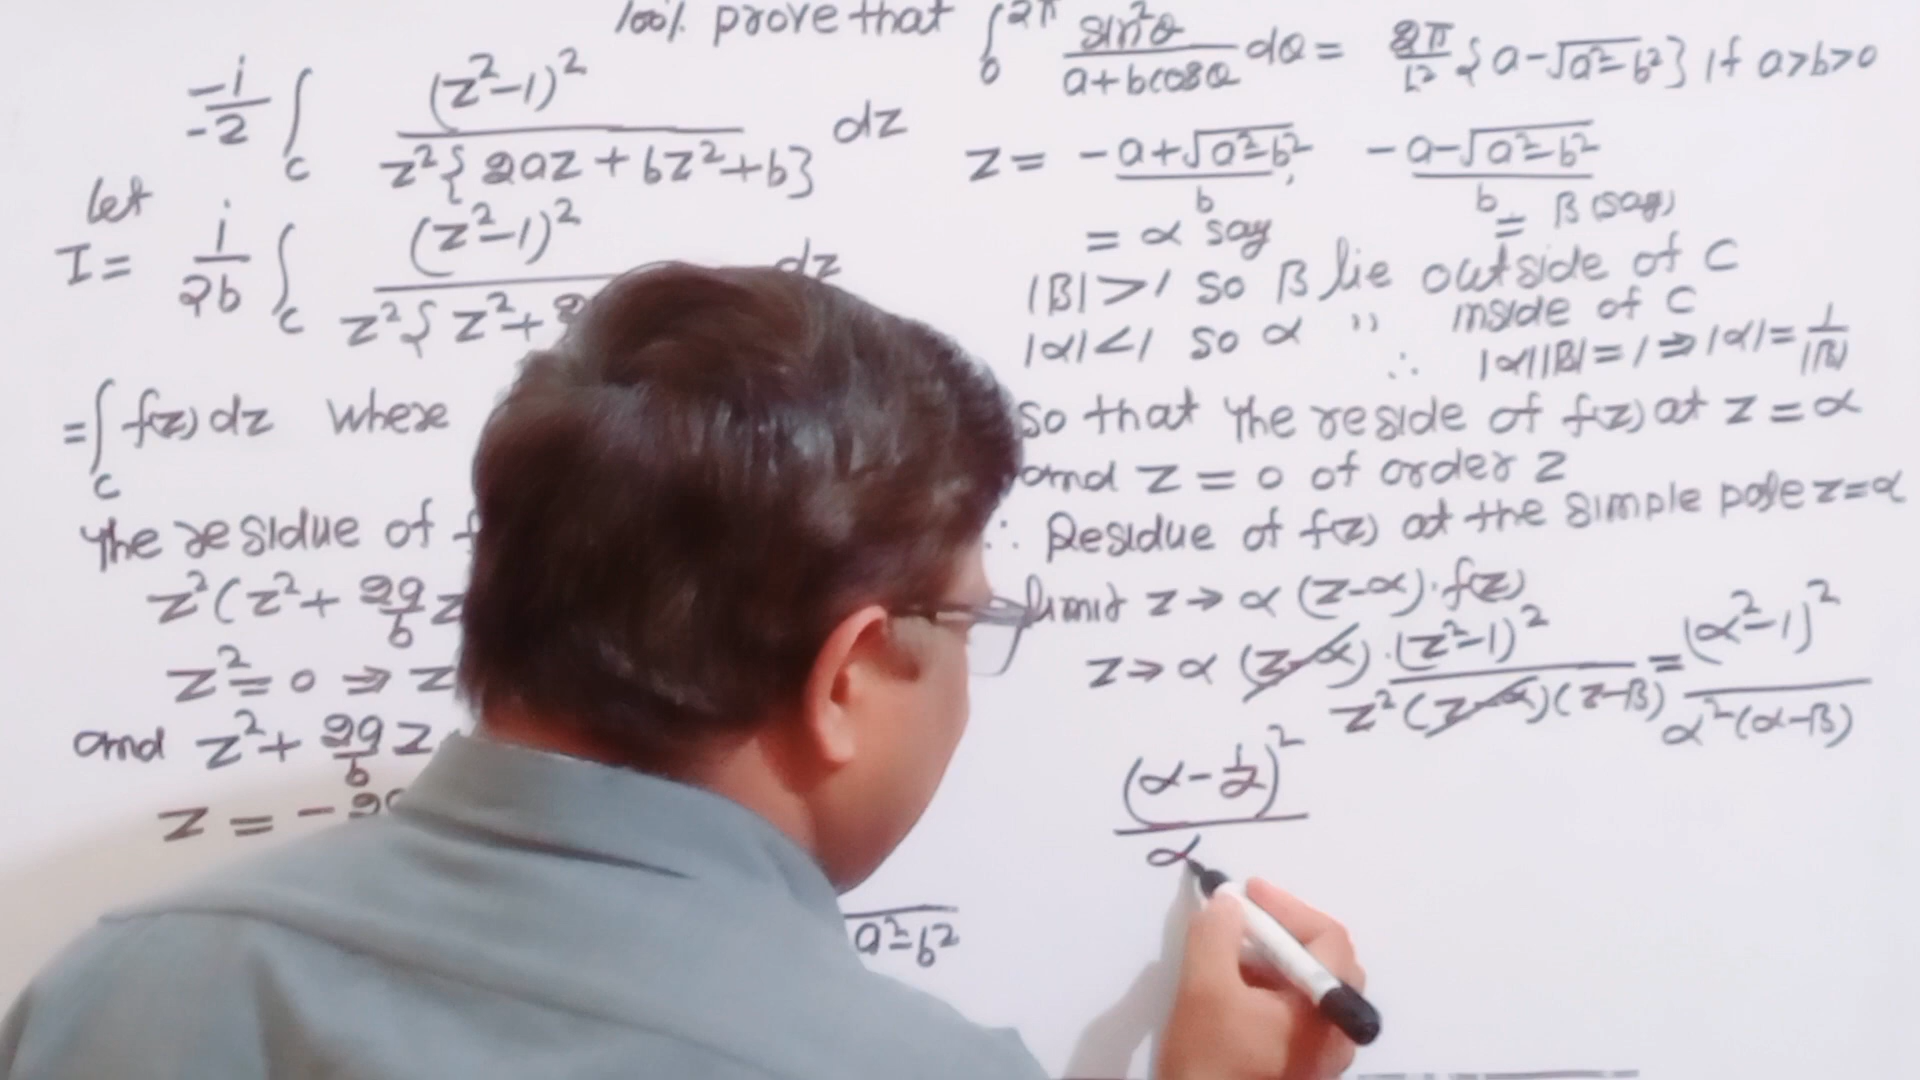 100% prove that ∫₀^2π sin²θ/(a+bcosθ) dθ = 2π/b² {a-√(a²-b²)} if a>b>0
-i/-2 ∫_c (z²-1)²/(z²{2az+bz²+b}) dz
let
I = i/2b ∫_c (z²-1)²/(z²{z²+ dz
= ∫_c f(z) dz where
The residue of
z²(z²+ 2a/b z
z² = 0 ⇒ z
and z²+ 2a/b z
z = -2a
a²-b²
z = (-a+√(a²-b²))/b, (-a-√(a²-b²))/b
= α say = β (say)
|β|>1 so β lie outside of C
|α|<1 so α " inside of C
∴ |α||β|=1 ⇒ |α|= 1/|β|
so that the reside of f(z) at z = α
and z = 0 of order 2
∴ Residue of f(z) at the simple pole z=α
limit z→α (z-α).f(z)
z→α (z-α).(z²-1)²/(z²(z-α)(z-β)) = (α²-1)²/(α²(α-β))
(α-1/α)²/α